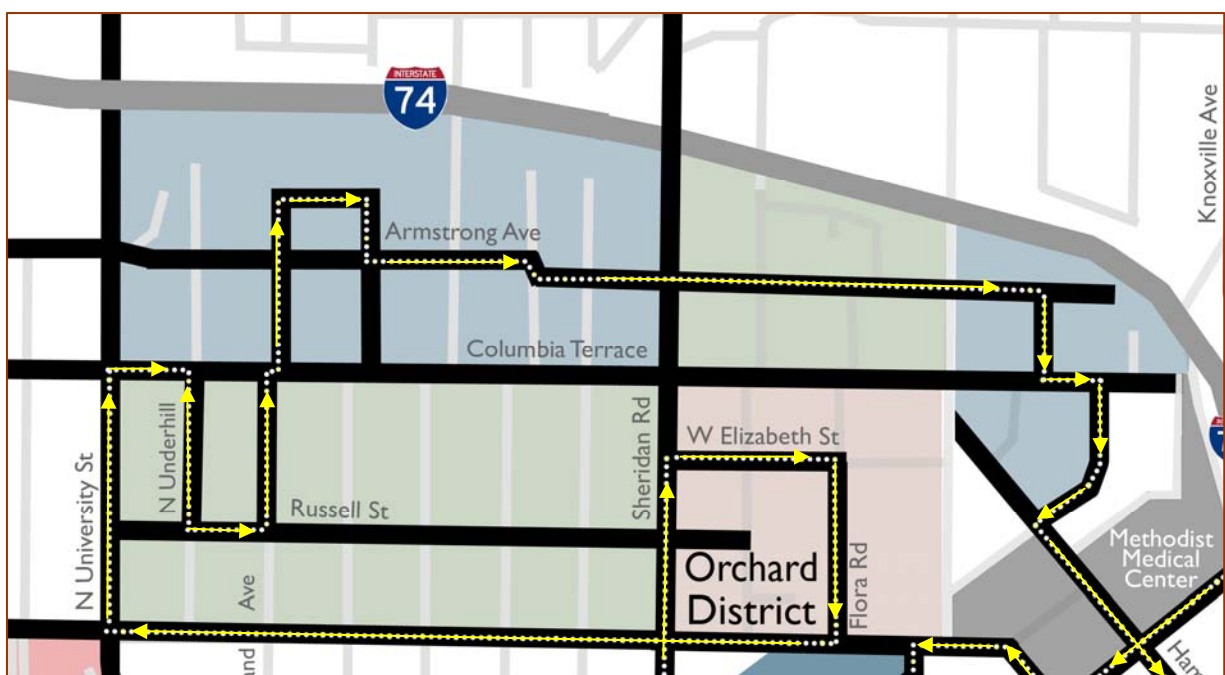 INTERSTATE
74
Knoxville Ave
Armstrong Ave
Columbia Terrace
N Underhill
Sheridan Rd
W Elizabeth St
N University St
Russell St
Methodist
Medical
Center
Orchard
District
Flora Rd
Ave